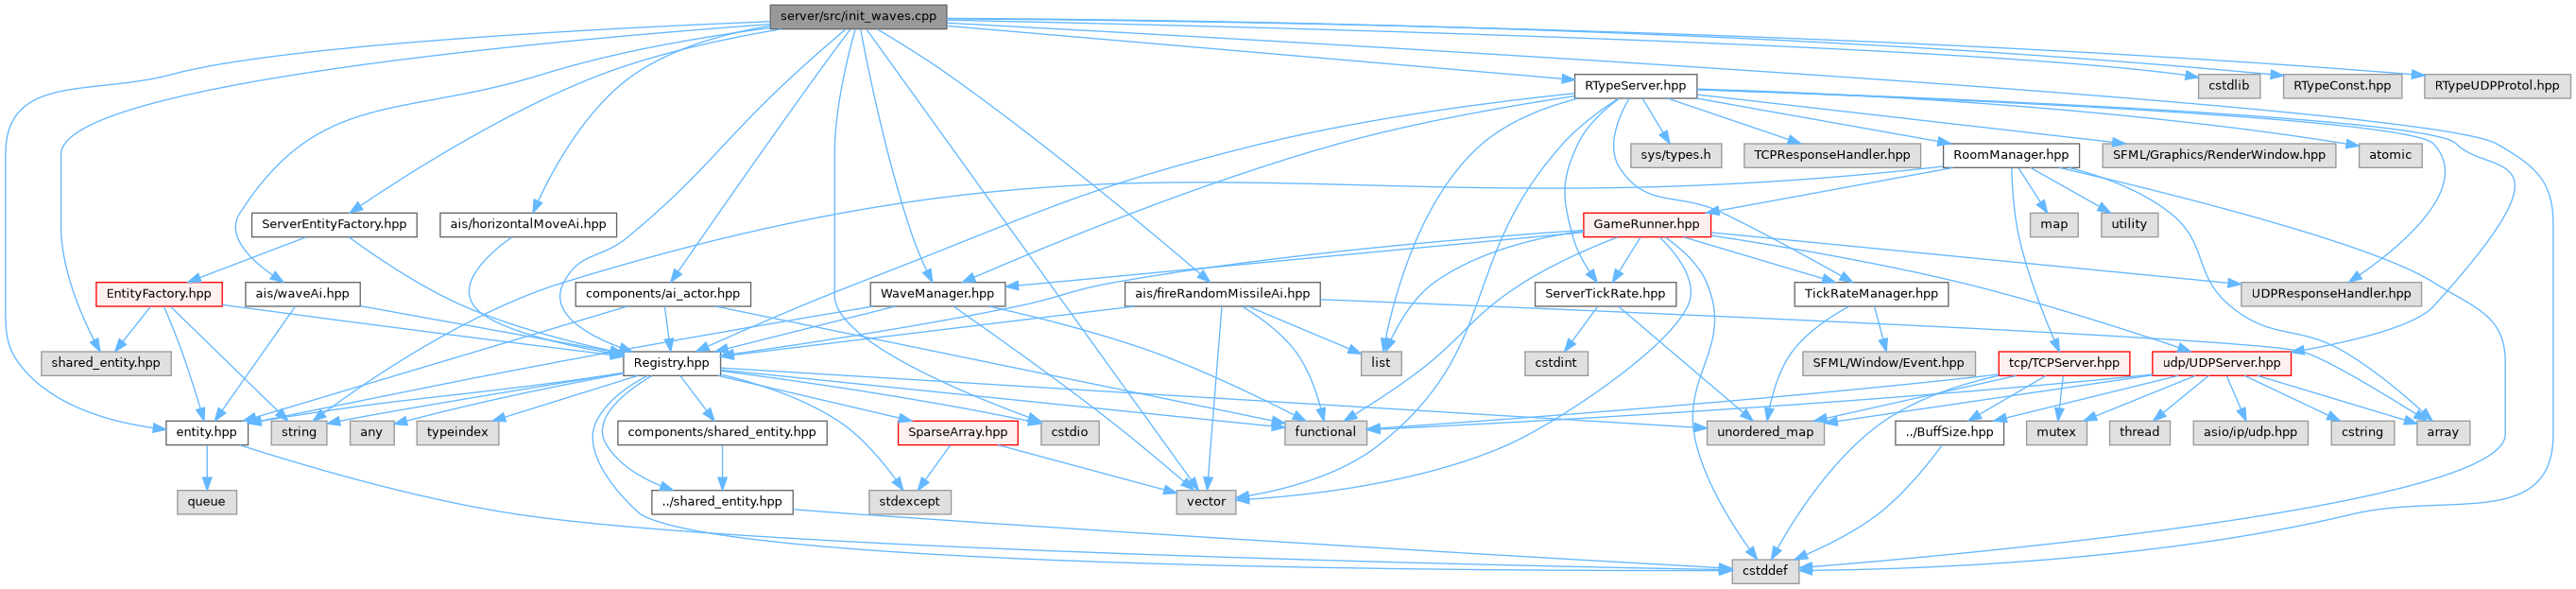 server/src/init_waves.cpp
RTypeServer.hpp
cstdlib
RTypeConst.hpp
RTypeUDPProtol.hpp
sys/types.h
TCPResponseHandler.hpp
RoomManager.hpp
SFML/Graphics/RenderWindow.hpp
atomic
ServerEntityFactory.hpp
ais/horizontalMoveAi.hpp
GameRunner.hpp
map
utility
EntityFactory.hpp
ais/waveAi.hpp
components/ai_actor.hpp
WaveManager.hpp
ais/fireRandomMissileAi.hpp
ServerTickRate.hpp
TickRateManager.hpp
UDPResponseHandler.hpp
shared_entity.hpp
Registry.hpp
list
cstdint
SFML/Window/Event.hpp
tcp/TCPServer.hpp
udp/UDPServer.hpp
entity.hpp
string
any
typeindex
components/shared_entity.hpp
SparseArray.hpp
cstdio
functional
unordered_map
../BuffSize.hpp
mutex
thread
asio/ip/udp.hpp
cstring
array
queue
../shared_entity.hpp
stdexcept
vector
cstddef